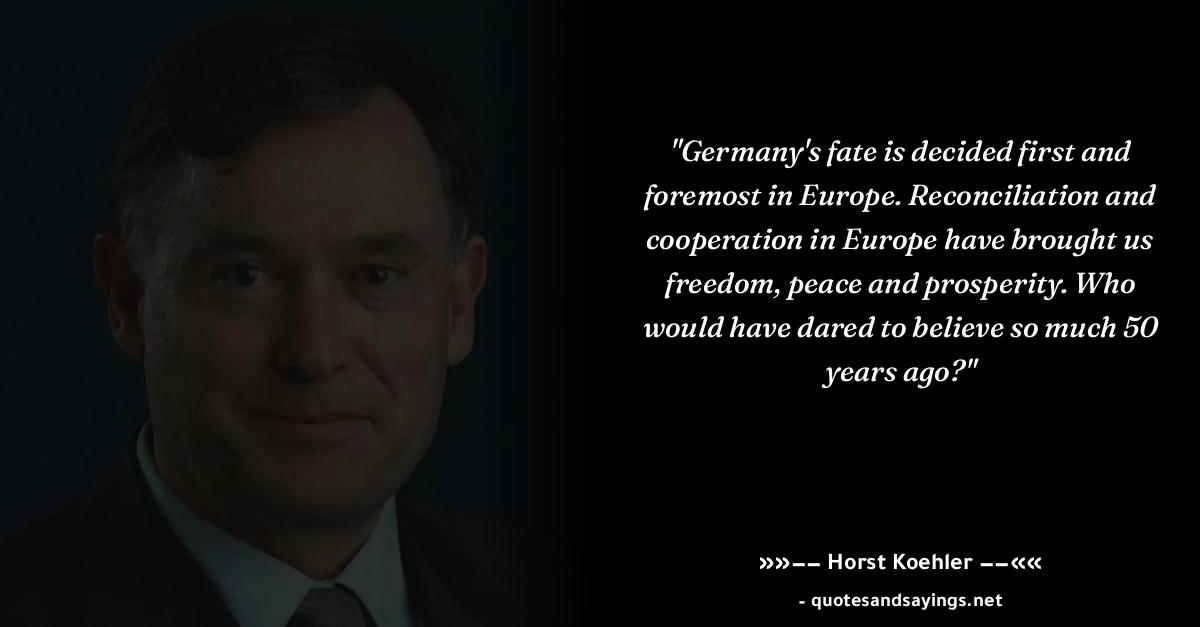 "Germany's fate is decided first and
foremost in Europe. Reconciliation and
cooperation in Europe have brought us
freedom, peace and prosperity. Who
would have dared to believe so much 50
years ago?"
»»–– Horst Koehler ––««
- quotesandsayings.net